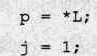 p = *L;
j = 1;